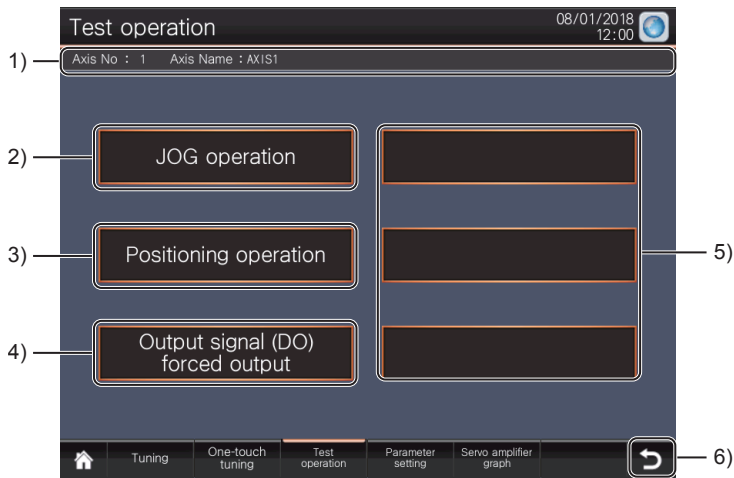 Test operation
08/01/2018
12:00
1)
Axis No : 1 Axis Name : AXIS1
2)
JOG operation
3)
Positioning operation
5)
4)
Output signal (DO)
forced output
Tuning
One-touch
tuning
Test
operation
Parameter
setting
Servo amplifier
graph
6)